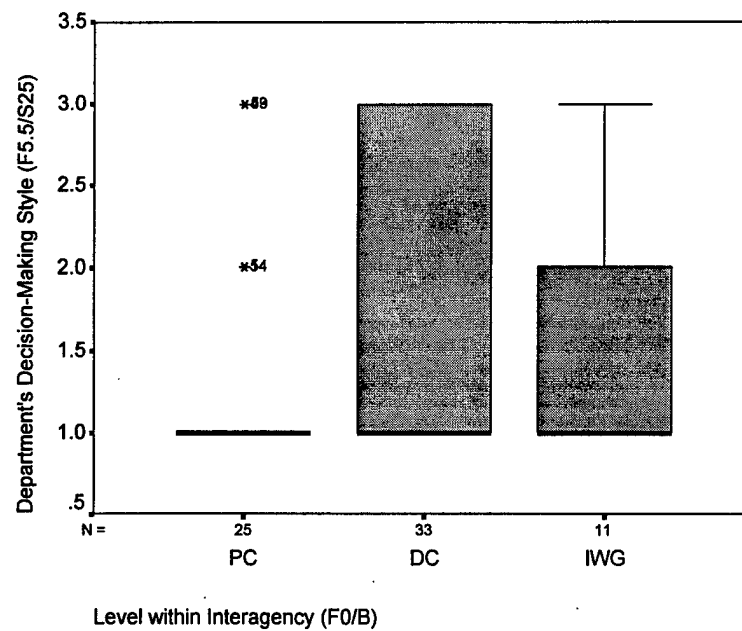 Department's Decision-Making Style (F5.5/S25)
3.5
3.0
2.5
2.0
1.5
1.0
.5
*54
N =
25
33
11
PC
DC
IWG
Level within Interagency (F0/B)